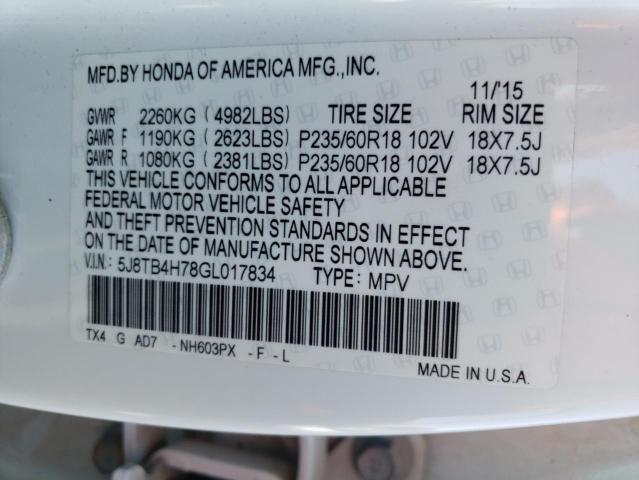 MFD.BY HONDA OF AMERICA MFG.,INC.
11/'15
GVWR 2260KG (4982LBS) TIRE SIZE RIM SIZE
GAWR F 1190KG (2623LBS) P235/60R18 102V 18X7.5J
GAWR R 1080KG (2381LBS) P235/60R18 102V 18X7.5J
THIS VEHICLE CONFORMS TO ALL APPLICABLE
FEDERAL MOTOR VEHICLE SAFETY
AND THEFT PREVENTION STANDARDS IN EFFECT
ON THE DATE OF MANUFACTURE SHOWN ABOVE.
V.I.N.: 5J8TB4H78GL017834 TYPE: MPV
TX4 G AD7 -NH603PX -F-L
MADE IN U.S.A.